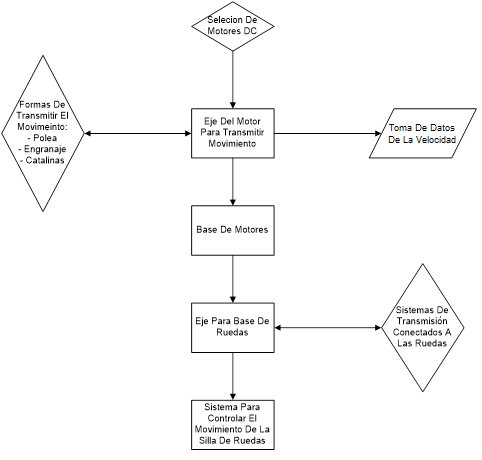 Selecion De
Motores DC
Formas De
Transmitir El
Movimeinto:
- Polea
- Engranaje
- Catalinas
Eje Del Motor
Para Transmitir
Movimiento
Toma De Datos
De La Velocidad
Base De Motores
Eje Para Base De
Ruedas
Sistemas De
Transmisión
Conectados A
Las Ruedas
Sistema Para
Controlar El
Movimiento De La
Silla De Ruedas